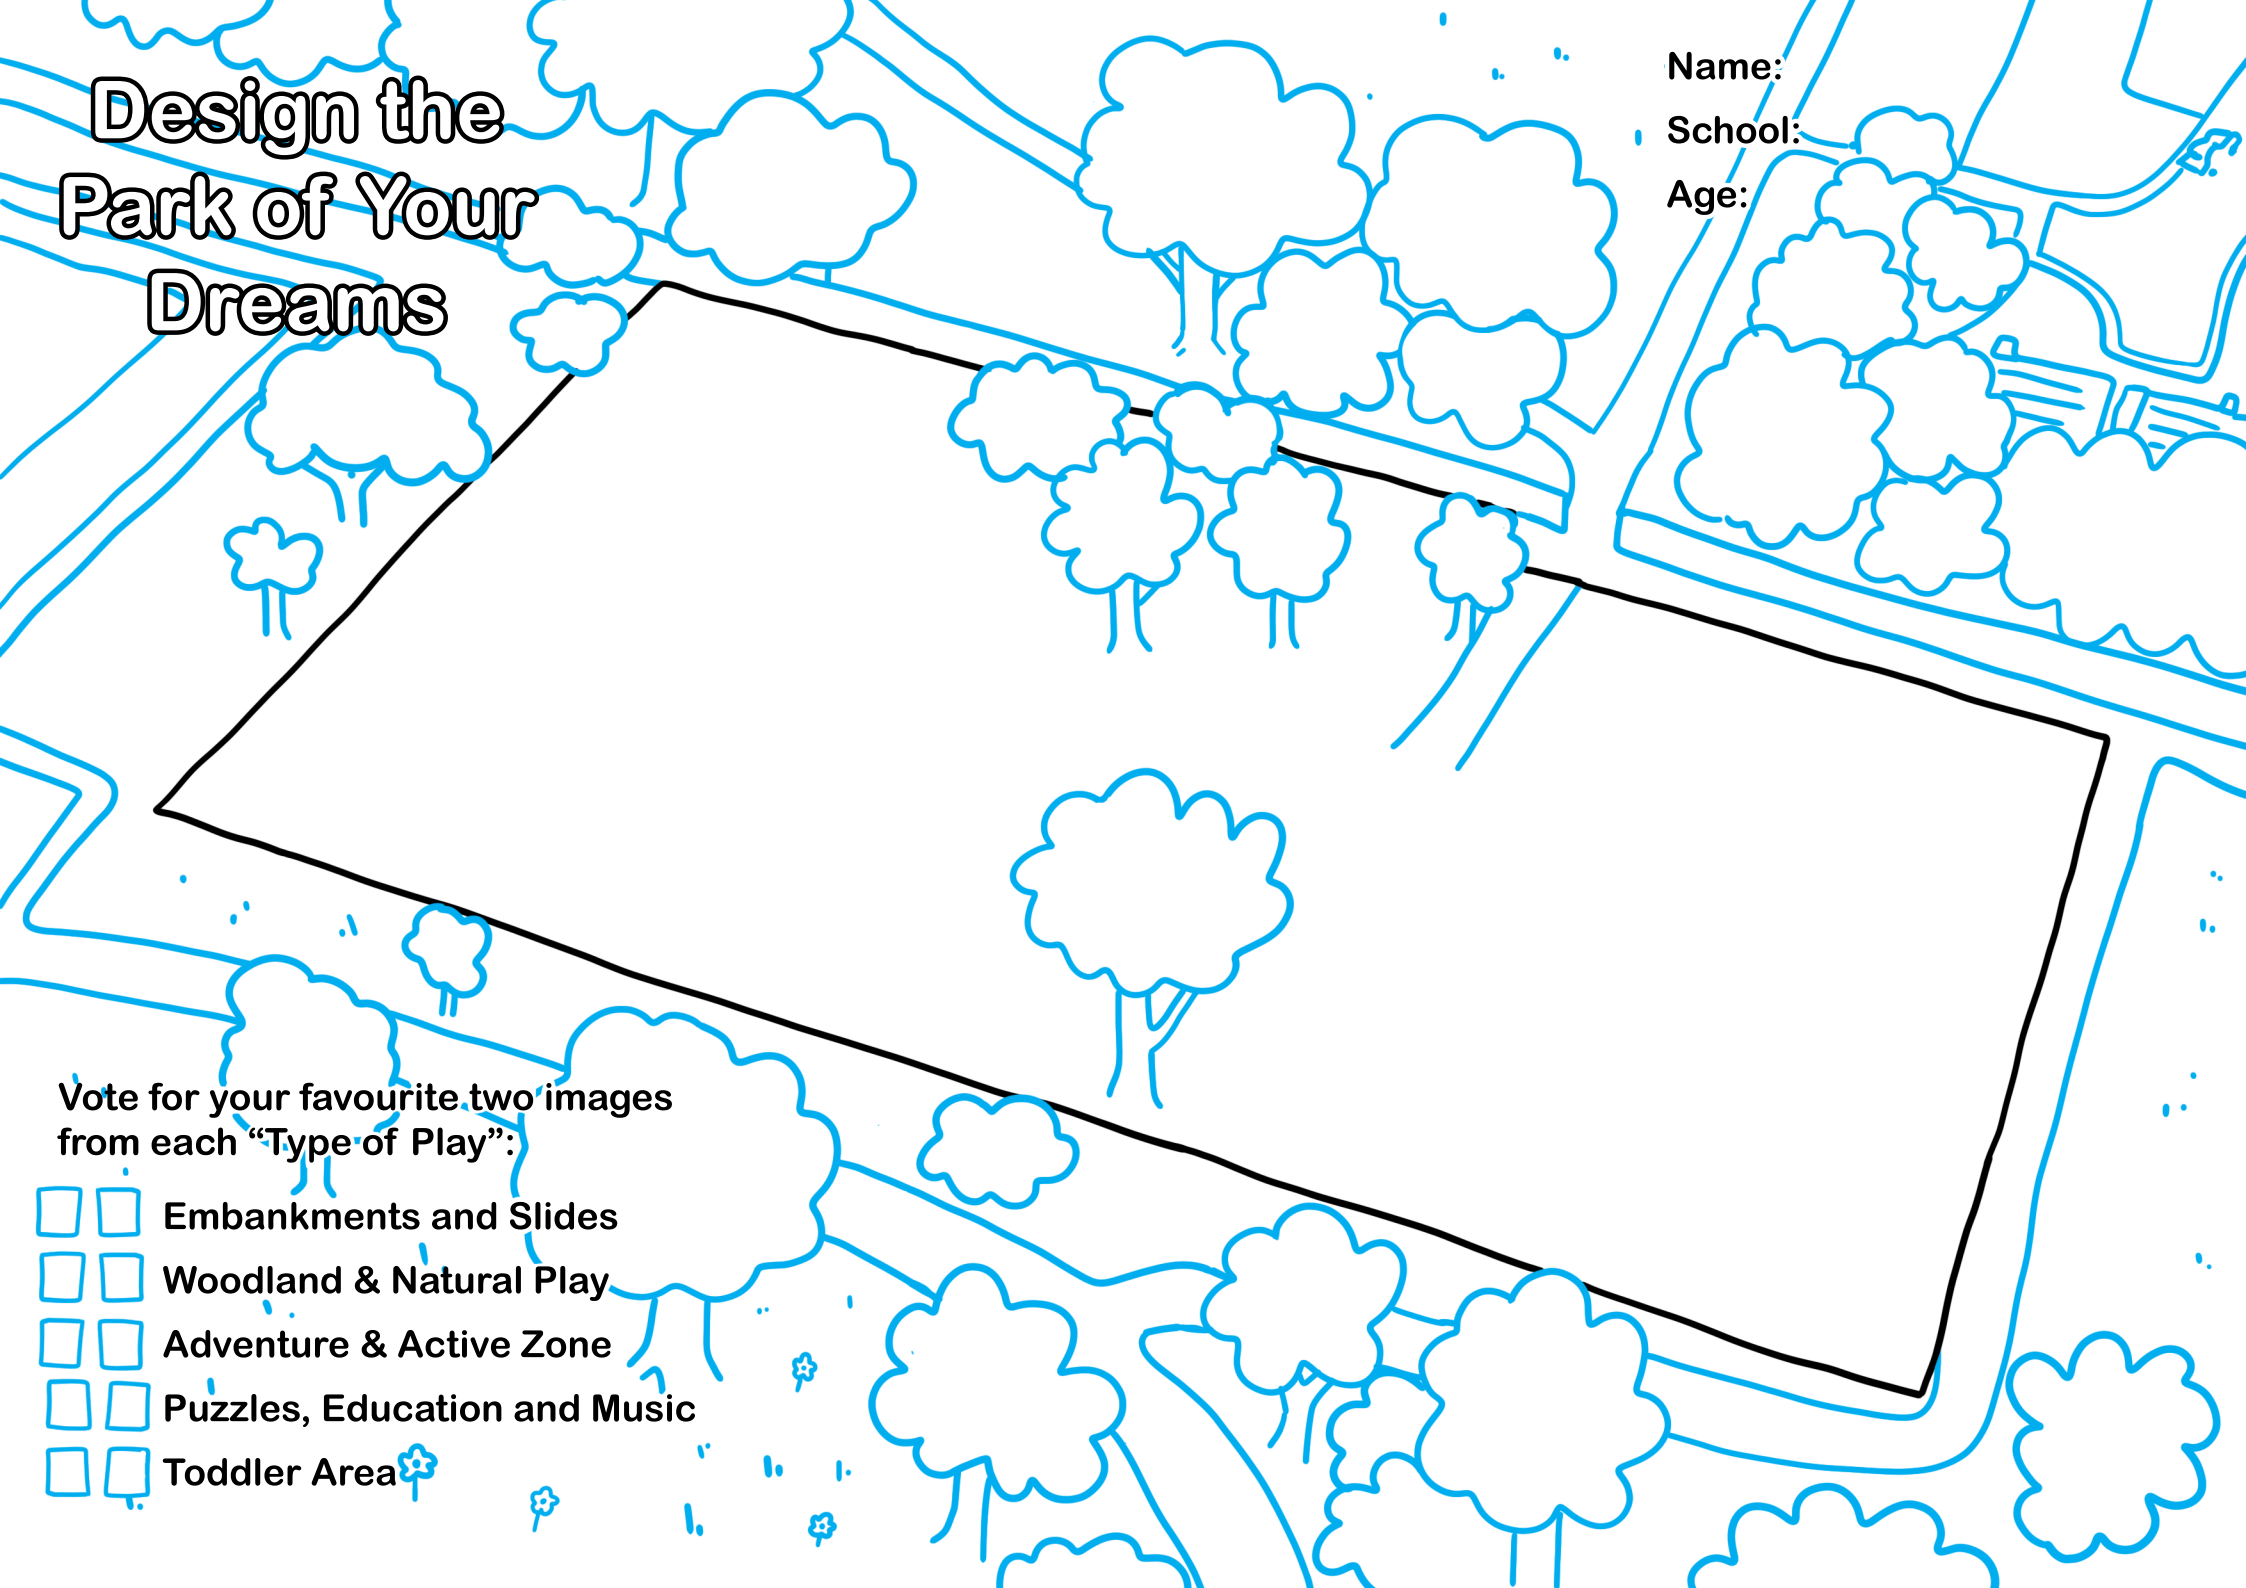 Design the
Park of Your
Dreams
Name:
School:
Age:
Vote for your favourite two images
from each “Type of Play”:
Embankments and Slides
Woodland & Natural Play
Adventure & Active Zone
Puzzles, Education and Music
Toddler Area